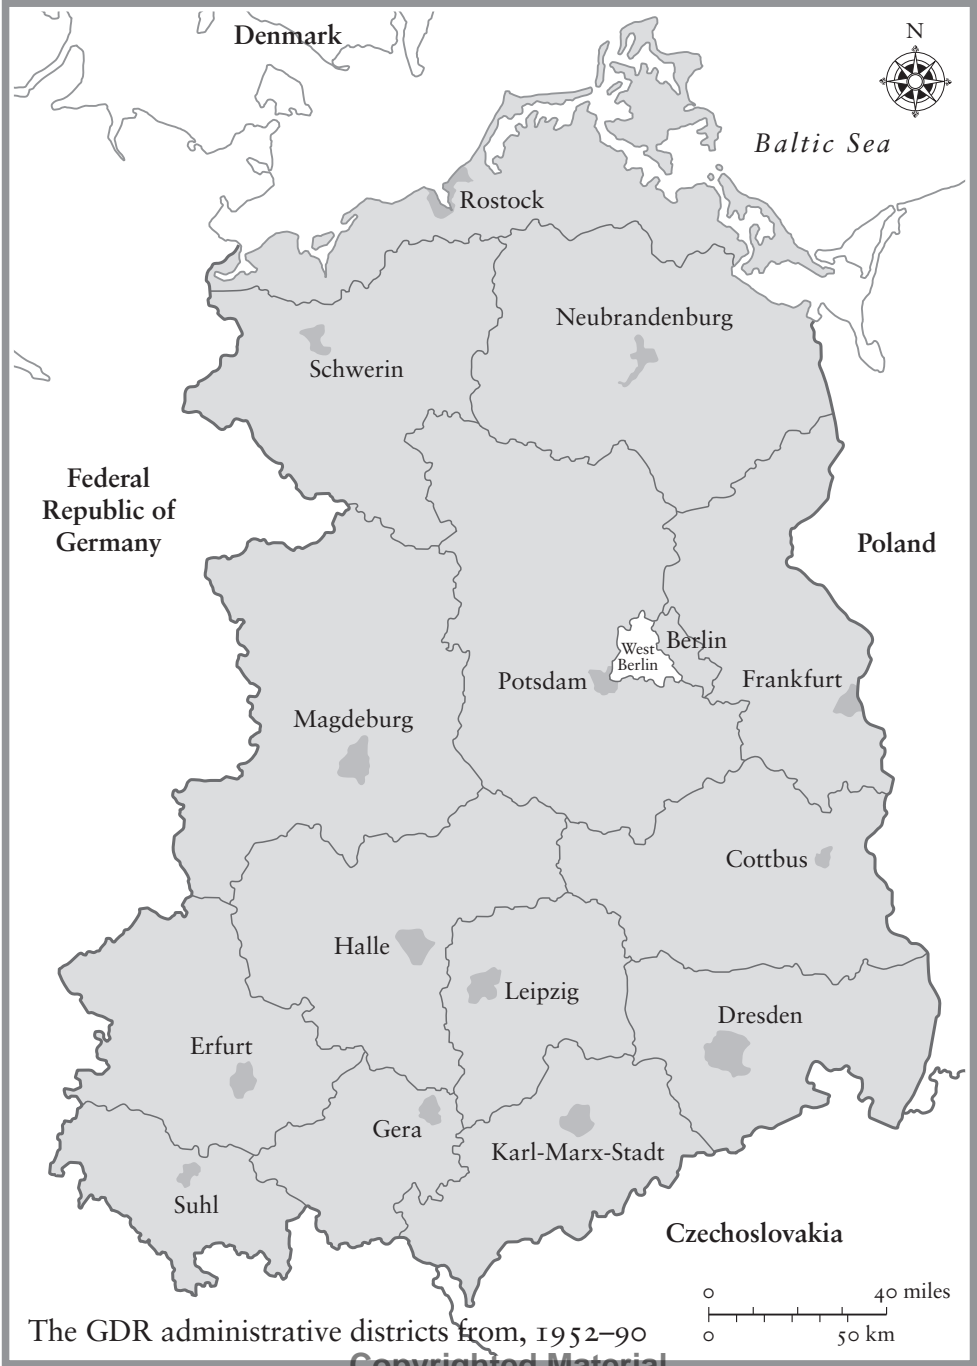 Denmark
N
Baltic Sea
Rostock
Neubrandenburg
Schwerin
Federal
Republic of
Germany
Poland
Berlin
West
Berlin
Potsdam
Frankfurt
Magdeburg
Cottbus
Halle
Leipzig
Dresden
Erfurt
Gera
Karl-Marx-Stadt
Suhl
Czechoslovakia
0 40 miles
0 50 km
The GDR administrative districts from, 1952–90
Copyrighted Material